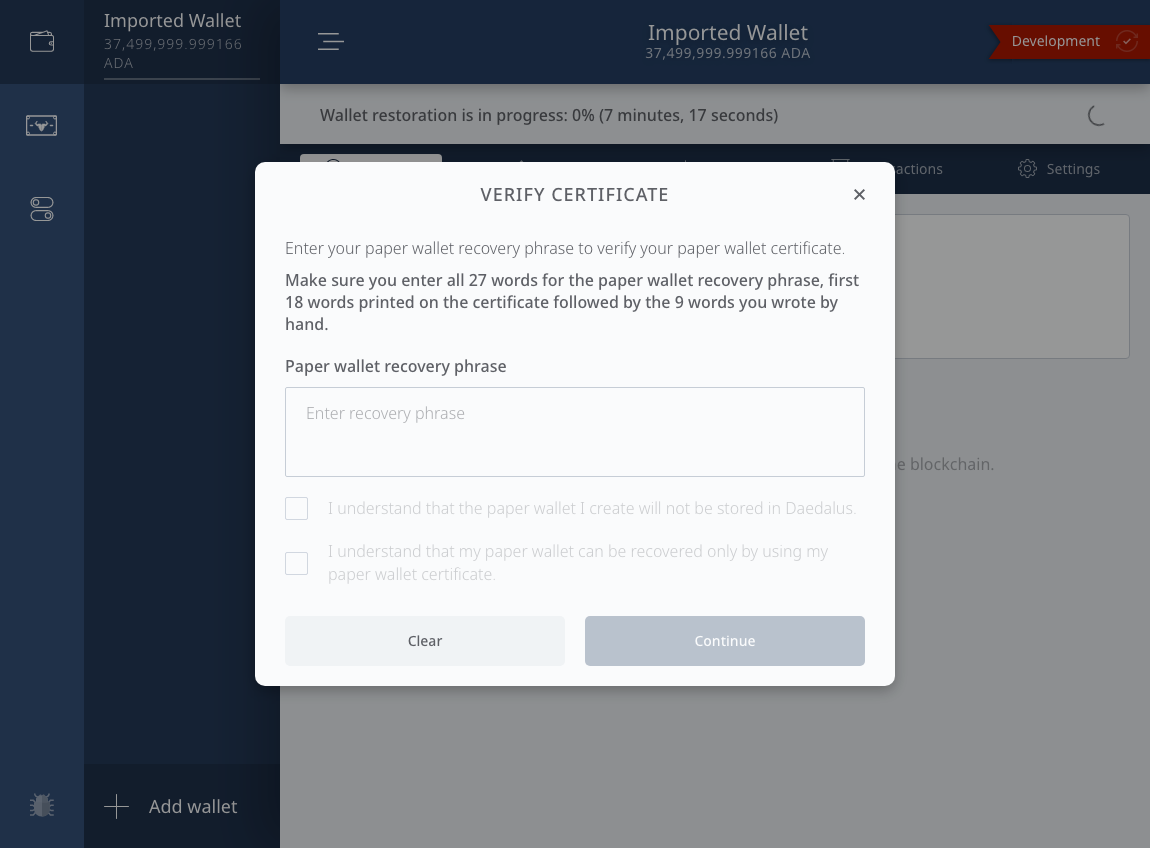 Imported Wallet
37,499,999.999166
ADA
Imported Wallet
37,499,999.999166 ADA
Development
Wallet restoration is in progress: 0% (7 minutes, 17 seconds)
Settings
VERIFY CERTIFICATE
Enter your paper wallet recovery phrase to verify your paper wallet certificate.
Make sure you enter all 27 words for the paper wallet recovery phrase, first
18 words printed on the certificate followed by the 9 words you wrote by
hand.
Paper wallet recovery phrase
Enter recovery phrase
blockchain.
I understand that the paper wallet I create will not be stored in Daedalus.
I understand that my paper wallet can be recovered only by using my
paper wallet certificate.
Clear
Continue
Add wallet